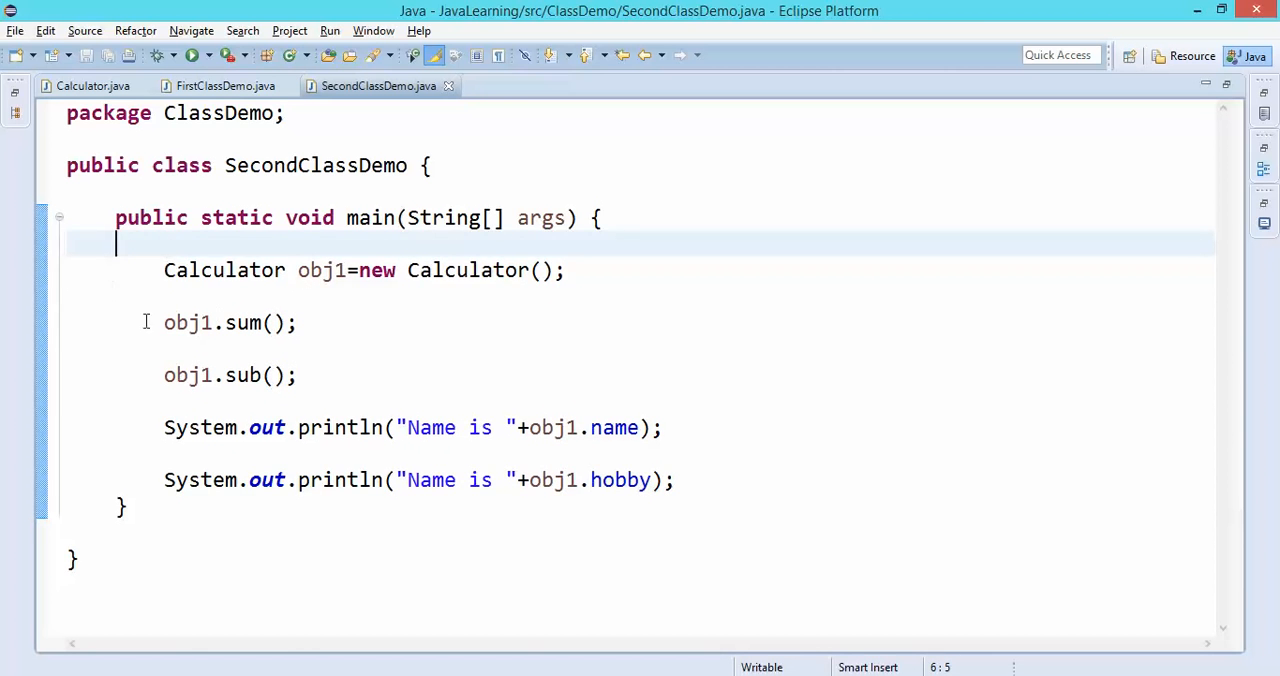 Java - JavaLearning/src/ClassDemo/SecondClassDemo.java - Eclipse Platform
File Edit Source Refactor Navigate Search Project Run Window Help
Quick Access Resource Java
Calculator.java FirstClassDemo.java SecondClassDemo.java
package ClassDemo;
public class SecondClassDemo {
public static void main(String[] args) {
Calculator obj1=new Calculator();
obj1.sum();
obj1.sub();
System.out.println("Name is "+obj1.name);
System.out.println("Name is "+obj1.hobby);
}
}
Writable Smart Insert 6 : 5